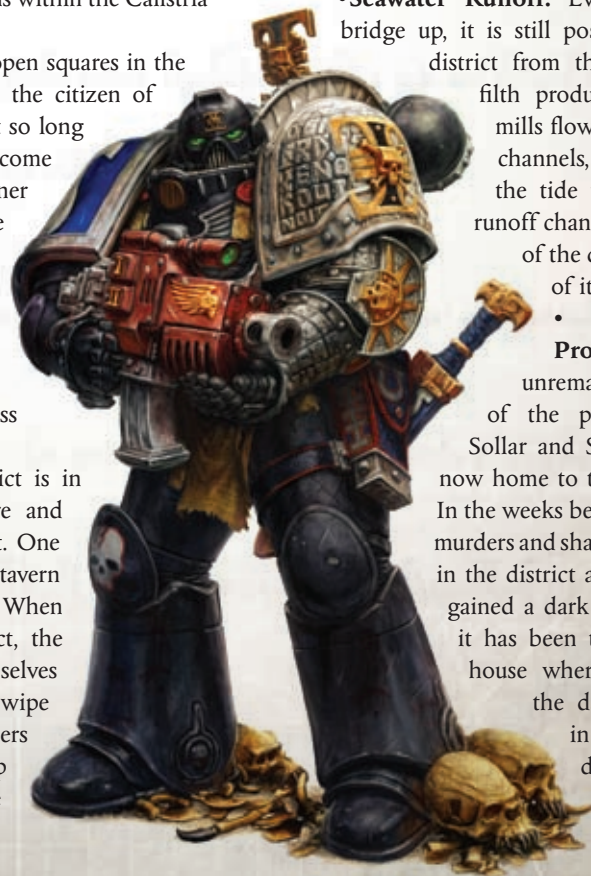 within the Calistria
open squares in the
the citizen of
so long
come
ss
ict is in
e and
t. One
tavern
When
ct, the
selves
wipe
ers
bridge up, it is still pos
district from th
filth produ
mills flow
channels,
the tide
runoff chan
of the c
of it
•
Pro
unrema
of the p
Sollar and S
now home to t
In the weeks be
murders and sha
in the district a
gained a dark
it has been u
house when
the d
in
d